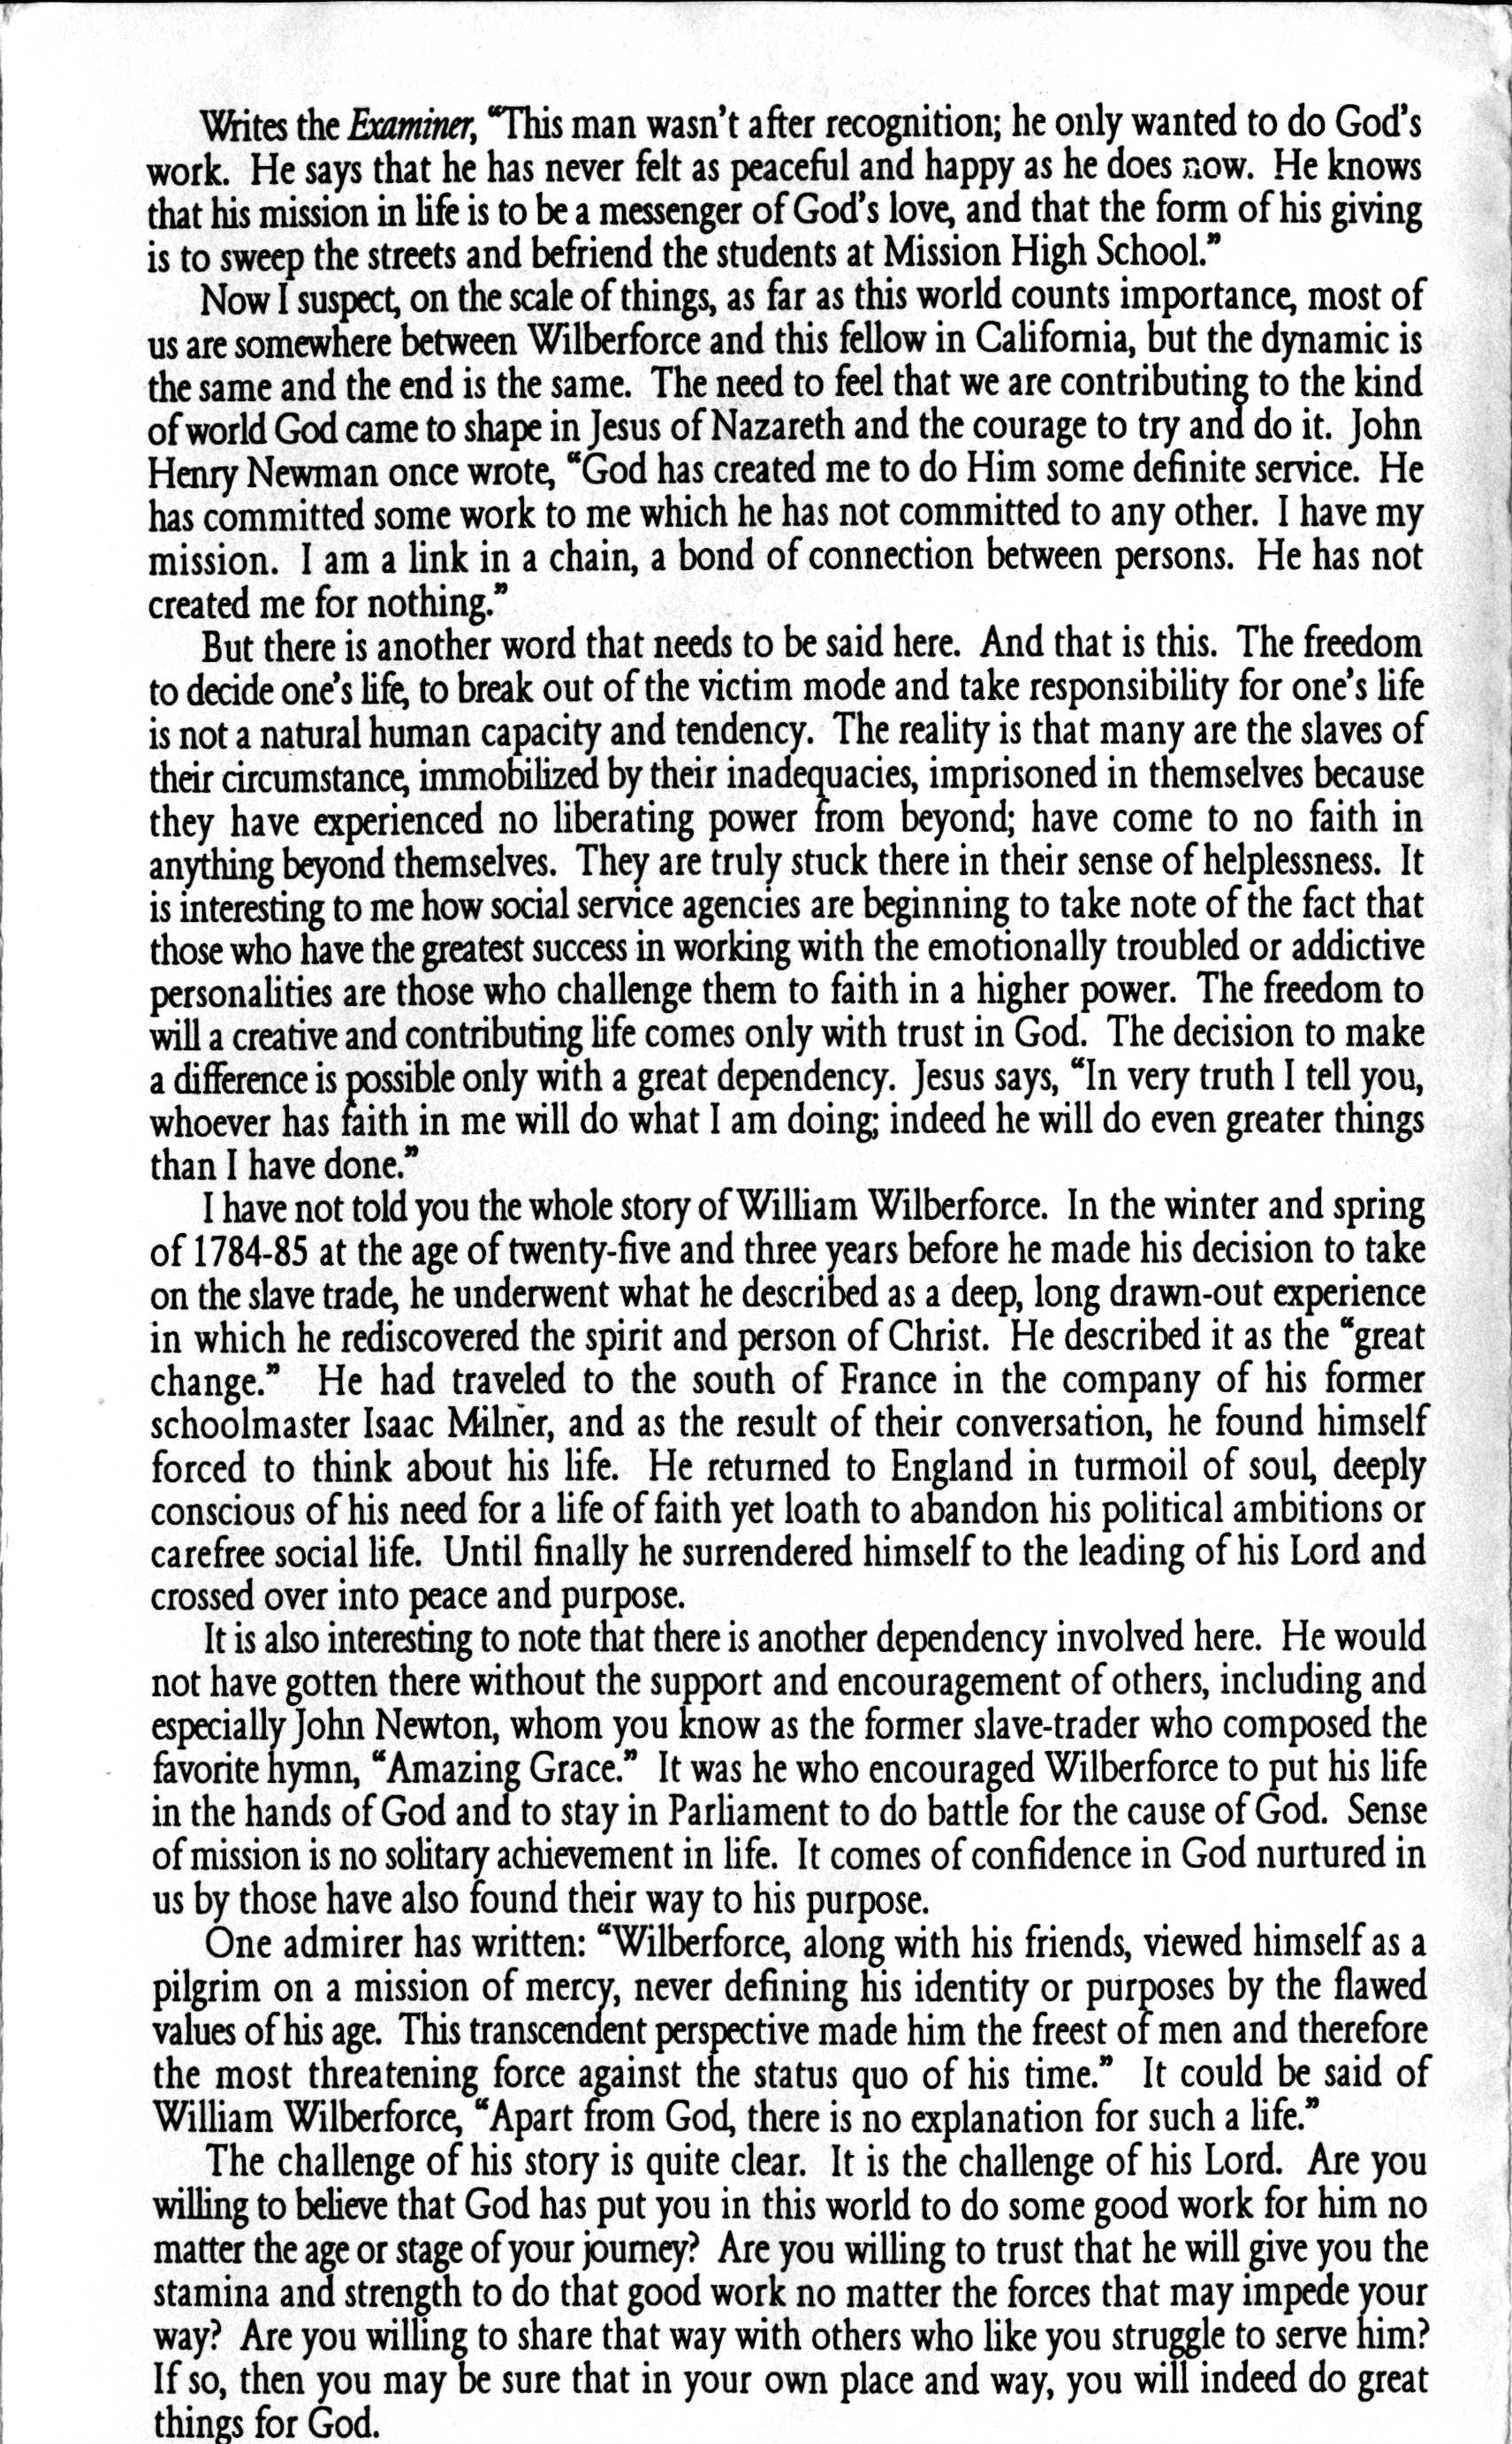 Writes the Examiner, “This man wasn’t after recognition; he only wanted to do God’s
work. He says that he has never felt as peaceful and happy as he does now. He knows
that his mission in life is to be a messenger of God’s love, and that the form of his giving
is to sweep the streets and befriend the students at Mission High School.”
Now I suspect, on the scale of things, as far as this world counts importance, most of
us are somewhere between Wilberforce and this fellow in California, but the dynamic is
the same and the end is the same. The need to feel that we are contributing to the kind
of world God came to shape in Jesus of Nazareth and the courage to try and do it. John
Henry Newman once wrote, “God has created me to do Him some definite service. He
has committed some work to me which he has not committed to any other. I have my
mission. I am a link in a chain, a bond of connection between persons. He has not
created me for nothing.”
But there is another word that needs to be said here. And that is this. The freedom
to decide one’s life, to break out of the victim mode and take responsibility for one’s life
is not a natural human capacity and tendency. The reality is that many are the slaves of
their circumstance, immobilized by their inadequacies, imprisoned in themselves because
they have experienced no liberating power from beyond; have come to no faith in
anything beyond themselves. They are truly stuck there in their sense of helplessness. It
is interesting to me how social service agencies are beginning to take note of the fact that
those who have the greatest success in working with the emotionally troubled or addictive
personalities are those who challenge them to faith in a higher power. The freedom to
will a creative and contributing life comes only with trust in God. The decision to make
a difference is possible only with a great dependency. Jesus says, “In very truth I tell you,
whoever has faith in me will do what I am doing; indeed he will do even greater things
than I have done.”
I have not told you the whole story of William Wilberforce. In the winter and spring
of 1784-85 at the age of twenty-five and three years before he made his decision to take
on the slave trade, he underwent what he described as a deep, long drawn-out experience
in which he rediscovered the spirit and person of Christ. He described it as the “great
change.” He had traveled to the south of France in the company of his former
schoolmaster Isaac Milner, and as the result of their conversation, he found himself
forced to think about his life. He returned to England in turmoil of soul, deeply
conscious of his need for a life of faith yet loath to abandon his political ambitions or
carefree social life. Until finally he surrendered himself to the leading of his Lord and
crossed over into peace and purpose.
It is also interesting to note that there is another dependency involved here. He would
not have gotten there without the support and encouragement of others, including and
especially John Newton, whom you know as the former slave-trader who composed the
favorite hymn, “Amazing Grace.” It was he who encouraged Wilberforce to put his life
in the hands of God and to stay in Parliament to do battle for the cause of God. Sense
of mission is no solitary achievement in life. It comes of confidence in God nurtured in
us by those have also found their way to his purpose.
One admirer has written: “Wilberforce, along with his friends, viewed himself as a
pilgrim on a mission of mercy, never defining his identity or purposes by the flawed
values of his age. This transcendent perspective made him the freest of men and therefore
the most threatening force against the status quo of his time.” It could be said of
William Wilberforce, “Apart from God, there is no explanation for such a life.”
The challenge of his story is quite clear. It is the challenge of his Lord. Are you
willing to believe that God has put you in this world to do some good work for him no
matter the age or stage of your journey? Are you willing to trust that he will give you the
stamina and strength to do that good work no matter the forces that may impede your
way? Are you willing to share that way with others who like you struggle to serve him?
If so, then you may be sure that in your own place and way, you will indeed do great
things for God.